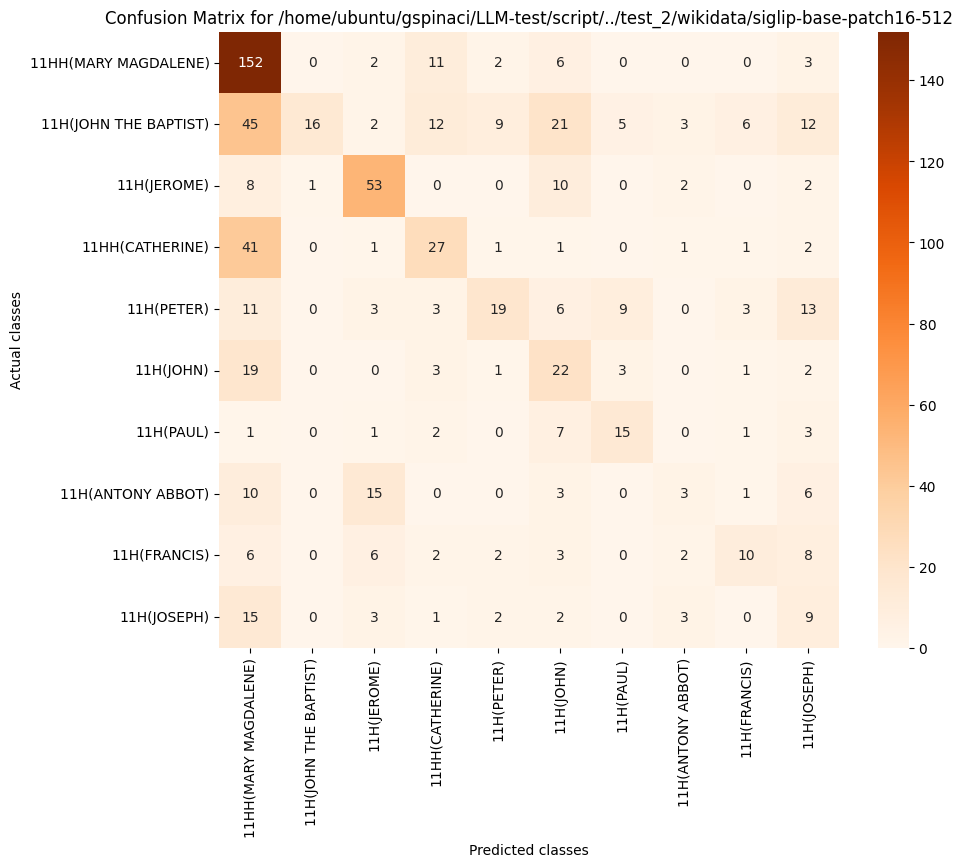 Confusion Matrix for /home/ubuntu/gspinaci/LLM-test/script/../test_2/wikidata/siglip-base-patch16-512
Actual classes
11HH(MARY MAGDALENE) 152 0 2 11 2 6 0 0 0 3
11H(JOHN THE BAPTIST) 45 16 2 12 9 21 5 3 6 12
11H(JEROME) 8 1 53 0 0 10 0 2 0 2
11HH(CATHERINE) 41 0 1 27 1 1 0 1 1 2
11H(PETER) 11 0 3 3 19 6 9 0 3 13
11H(JOHN) 19 0 0 3 1 22 3 0 1 2
11H(PAUL) 1 0 1 2 0 7 15 0 1 3
11H(ANTONY ABBOT) 10 0 15 0 0 3 0 3 1 6
11H(FRANCIS) 6 0 6 2 2 3 0 2 10 8
11H(JOSEPH) 15 0 3 1 2 2 0 3 0 9
11HH(MARY MAGDALENE)
11H(JOHN THE BAPTIST)
11H(JEROME)
11HH(CATHERINE)
11H(PETER)
11H(JOHN)
11H(PAUL)
11H(ANTONY ABBOT)
11H(FRANCIS)
11H(JOSEPH)
Predicted classes
140
120
100
80
60
40
20
0